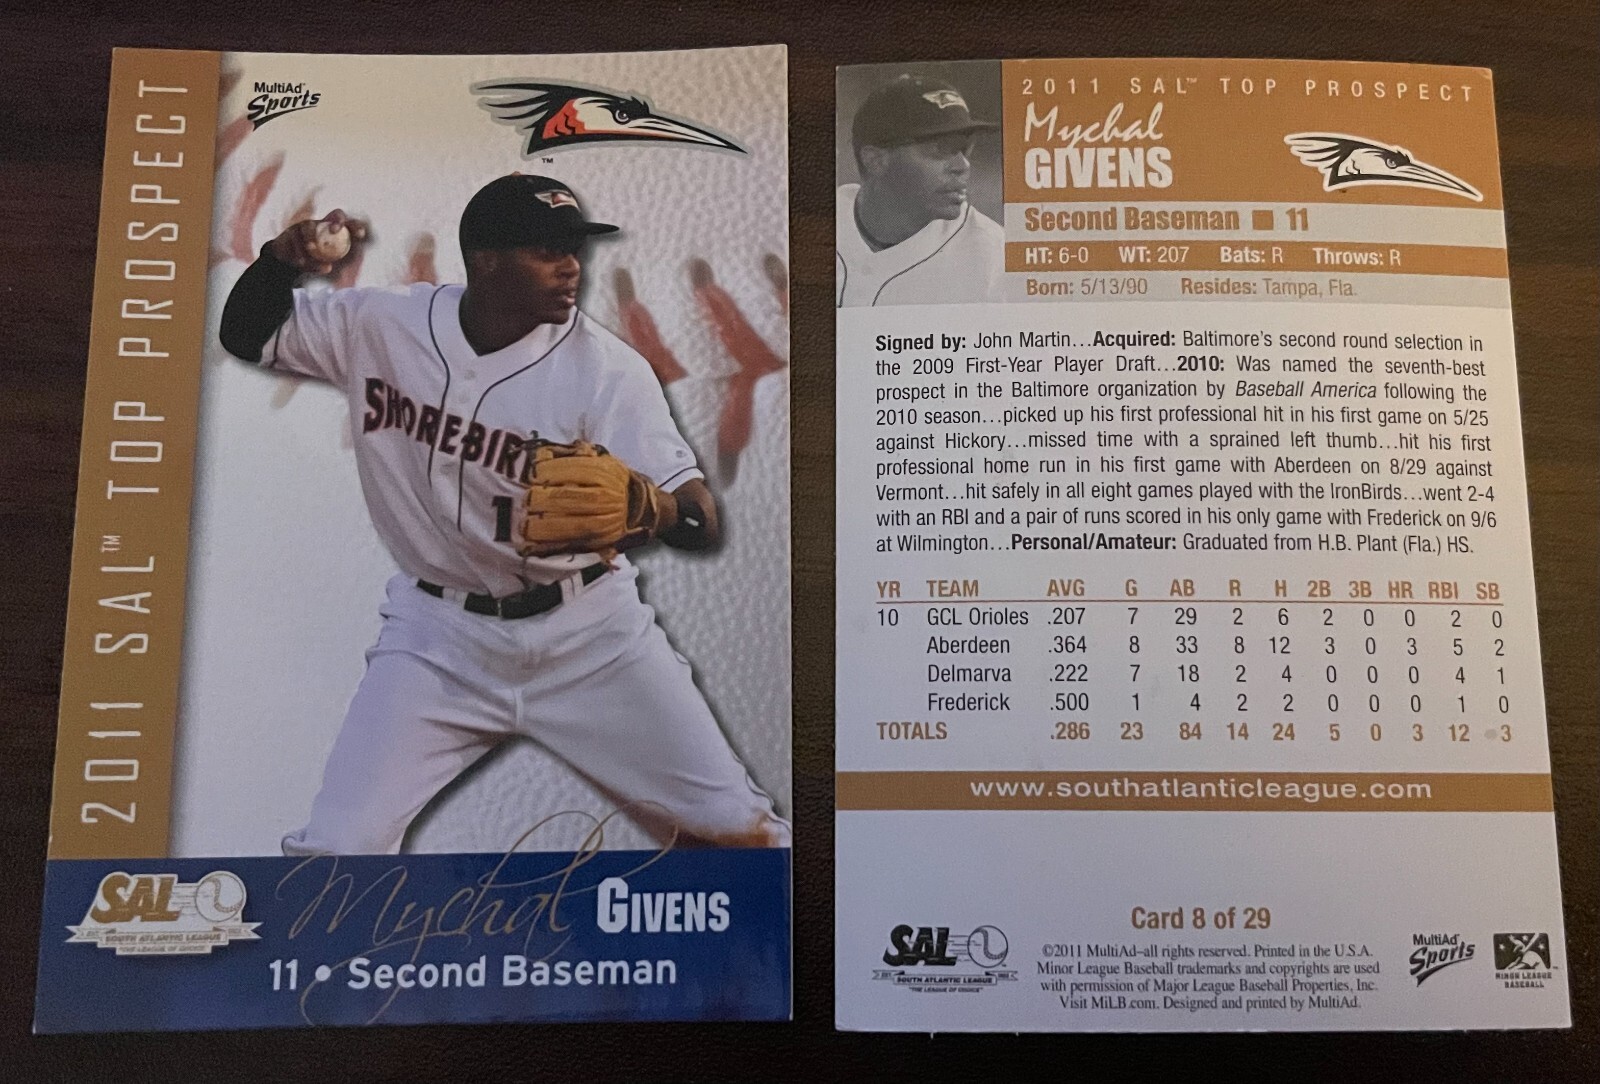 2011 SAL™ TOP PROSPECT
MultiAd
Sports
™
SHOREBIR
1
SAL
SOUTH ATLANTIC LEAGUE
"THE LEAGUE OF CHOICE"
Mychal GIVENS
11 • Second Baseman
2011 SAL™ TOP PROSPECT
Mychal
GIVENS
Second Baseman ■ 11
HT: 6-0 WT: 207 Bats: R Throws: R
Born: 5/13/90 Resides: Tampa, Fla.
Signed by: John Martin…Acquired: Baltimore's second round selection in
the 2009 First-Year Player Draft…2010: Was named the seventh-best
prospect in the Baltimore organization by Baseball America following the
2010 season…picked up his first professional hit in his first game on 5/25
against Hickory…missed time with a sprained left thumb…hit his first
professional home run in his first game with Aberdeen on 8/29 against
Vermont…hit safely in all eight games played with the IronBirds…went 2-4
with an RBI and a pair of runs scored in his only game with Frederick on 9/6
at Wilmington…Personal/Amateur: Graduated from H.B. Plant (Fla.) HS.
YR TEAM AVG G AB R H 2B 3B HR RBI SB
10 GCL Orioles .207 7 29 2 6 2 0 0 2 0
Aberdeen .364 8 33 8 12 3 0 3 5 2
Delmarva .222 7 18 2 4 0 0 0 4 1
Frederick .500 1 4 2 2 0 0 0 1 0
TOTALS .286 23 84 14 24 5 0 3 12 3
www.southatlanticleague.com
Card 8 of 29
SAL
SOUTH ATLANTIC LEAGUE
"THE LEAGUE OF CHOICE"
©2011 MultiAd–all rights reserved. Printed in the U.S.A.
Minor League Baseball trademarks and copyrights are used
with permission of Major League Baseball Properties, Inc.
Visit MiLB.com. Designed and printed by MultiAd.
MultiAd
Sports
MINOR LEAGUE
BASEBALL